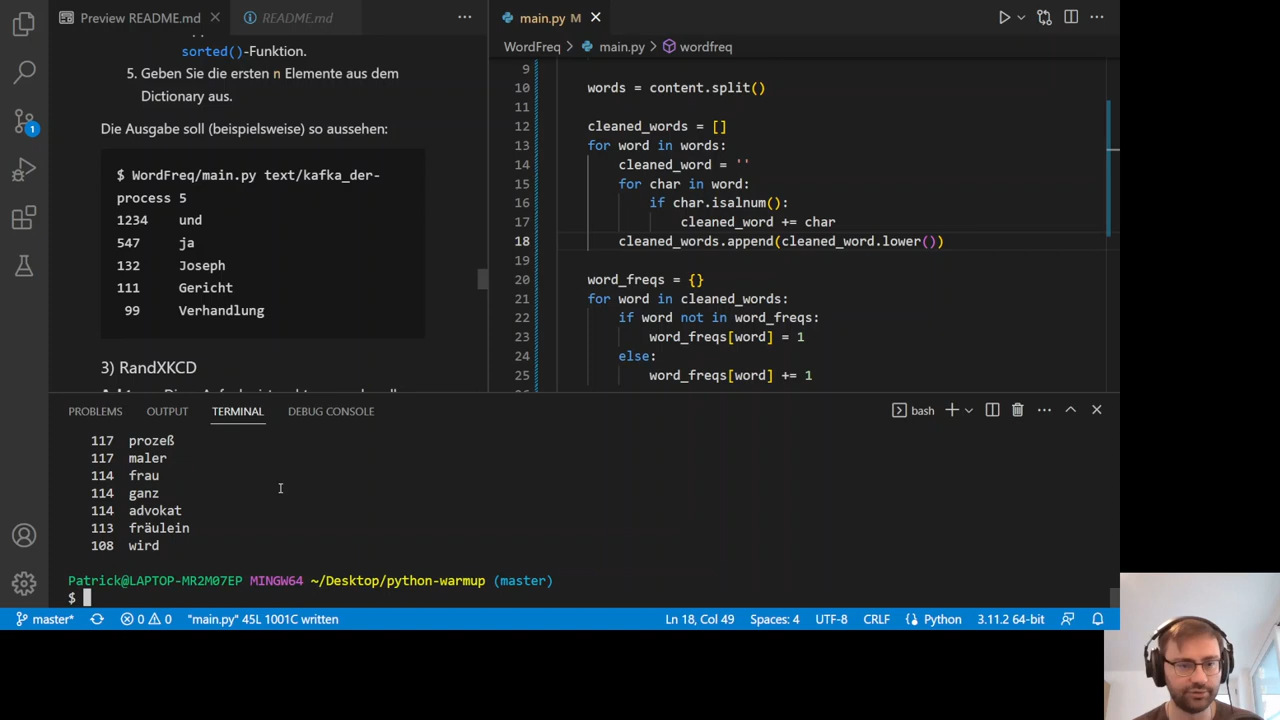 Preview README.md
README.md
sorted()-Funktion.
5. Geben Sie die ersten n Elemente aus dem
Dictionary aus.
Die Ausgabe soll (beispielsweise) so aussehen:
$ WordFreq/main.py text/kafka_der-
process 5
1234 und
547 ja
132 Joseph
111 Gericht
99 Verhandlung
3) RandXKCD
main.py M
WordFreq > main.py > wordfreq
9
10 words = content.split()
11
12 cleaned_words = []
13 for word in words:
14 cleaned_word = ''
15 for char in word:
16 if char.isalnum():
17 cleaned_word += char
18 cleaned_words.append(cleaned_word.lower())
19
20 word_freqs = {}
21 for word in cleaned_words:
22 if word not in word_freqs:
23 word_freqs[word] = 1
24 else:
25 word_freqs[word] += 1
PROBLEMS OUTPUT TERMINAL DEBUG CONSOLE
bash
117 prozeß
117 maler
114 frau
114 ganz
114 advokat
113 fräulein
108 wird
Patrick@LAPTOP-MR2M07EP MINGW64 ~/Desktop/python-warmup (master)
$
1
master* 0 0 "main.py" 45L 1001C written Ln 18, Col 49 Spaces: 4 UTF-8 CRLF Python 3.11.2 64-bit